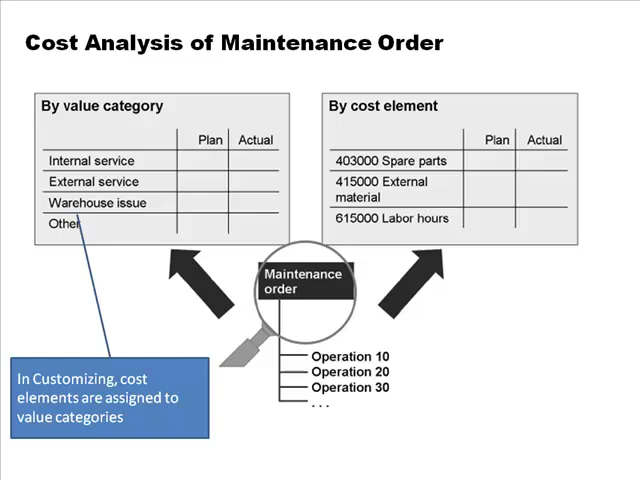 Cost Analysis of Maintenance Order
By value category
Plan Actual
Internal service
External service
Warehouse issue
Other
By cost element
Plan Actual
403000 Spare parts
415000 External
material
615000 Labor hours
Maintenance
order
Operation 10
Operation 20
Operation 30
. . .
In Customizing, cost
elements are assigned to
value categories